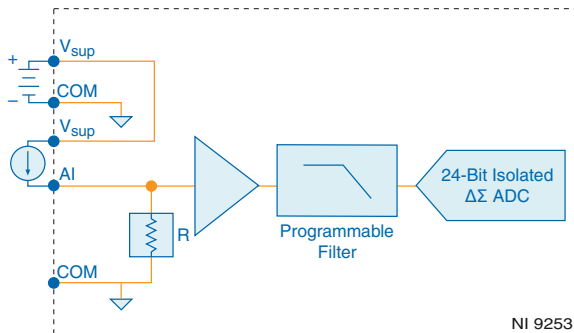 Vsup
+
−
COM
Vsup
AI
R
COM
Programmable
Filter
24-Bit Isolated
ΔΣ ADC
NI 9253